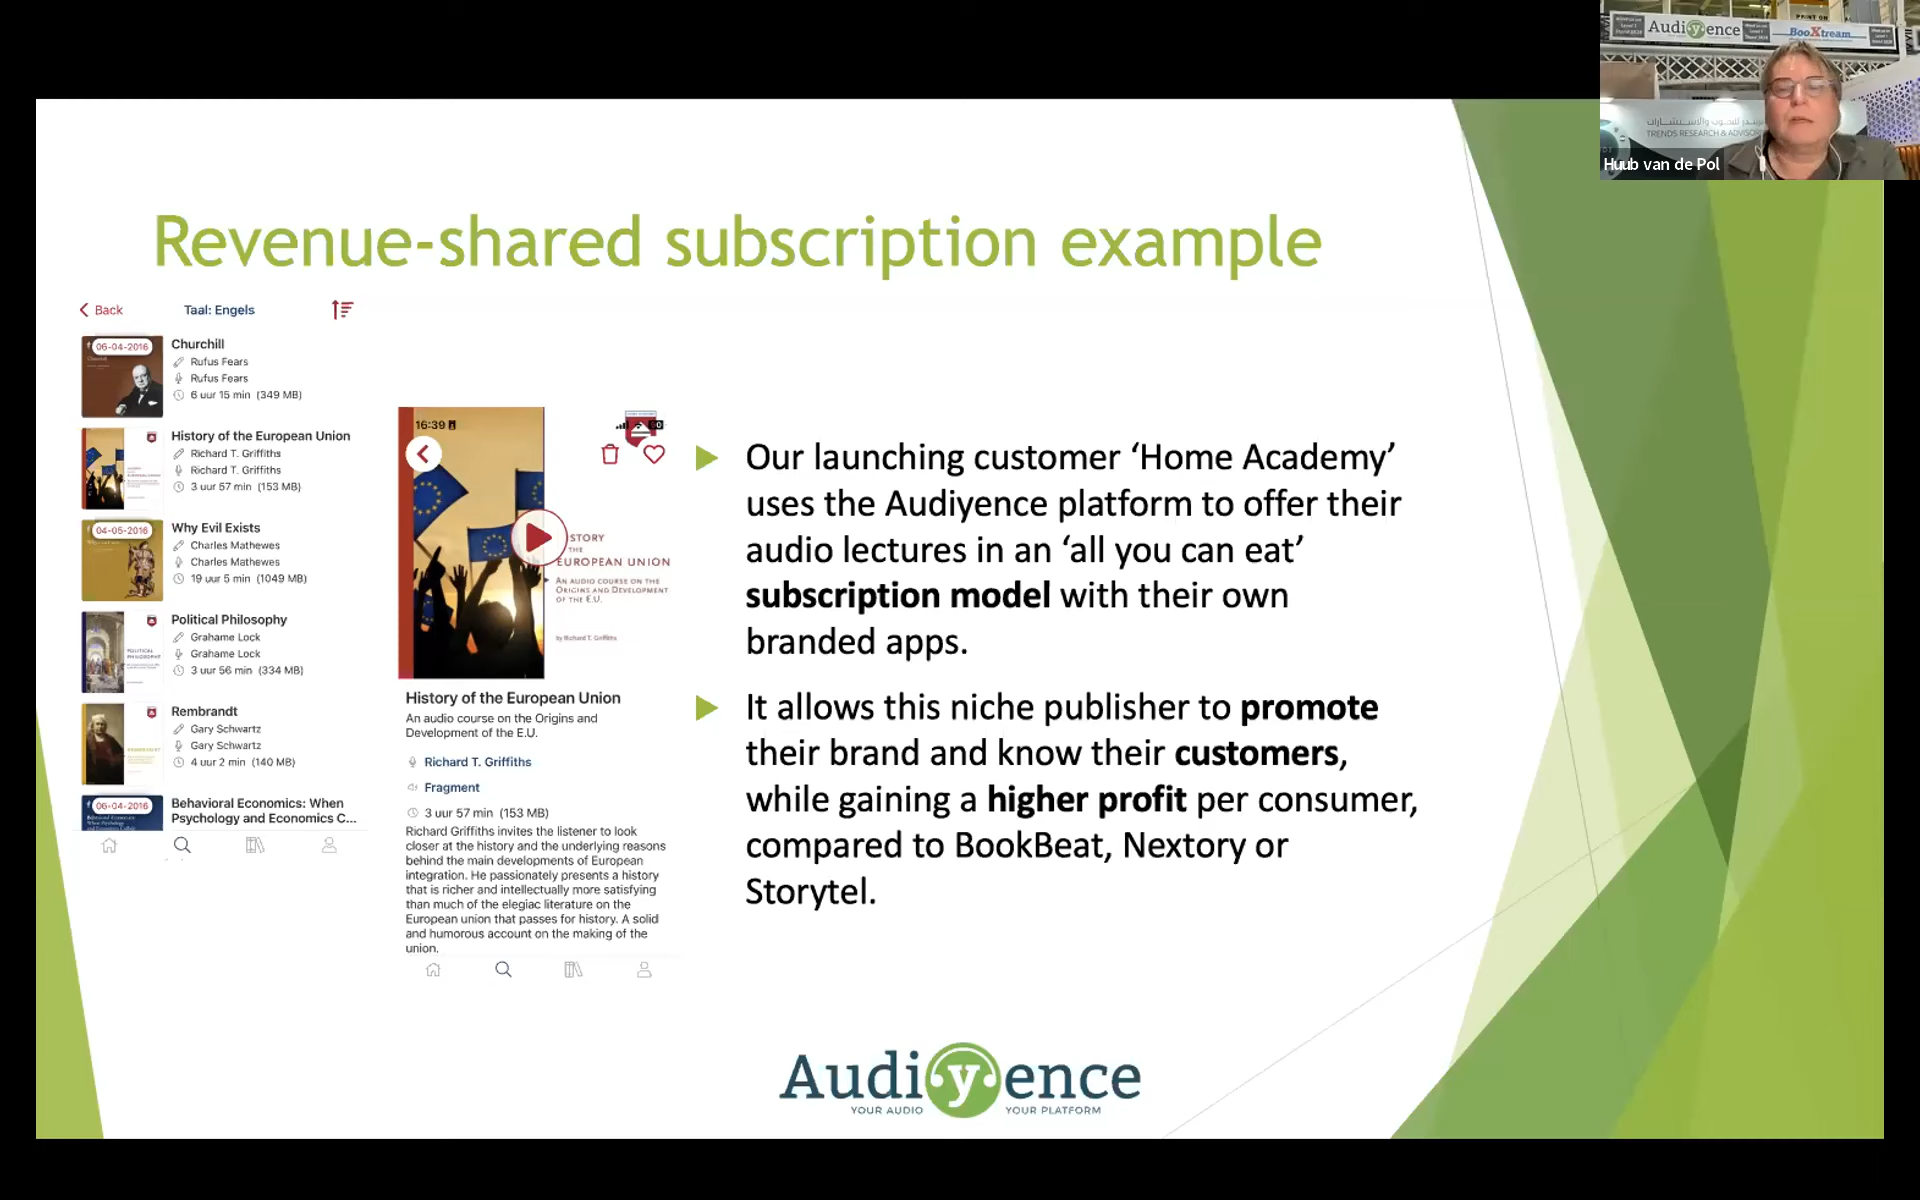 Audiyence
BooXtream
TRENDS RESEARCH & ADVISORY
Huub van de Pol
Revenue-shared subscription example
Back
Taal: Engels
06-04-2016
Churchill
Rufus Fears
Rufus Fears
6 uur 15 min (349 MB)
History of the European Union
Richard T. Griffiths
Richard T. Griffiths
3 uur 57 min (153 MB)
04-05-2016
Why Evil Exists
Charles Mathewes
Charles Mathewes
19 uur 5 min (1049 MB)
Political Philosophy
Grahame Lock
Grahame Lock
3 uur 56 min (334 MB)
Rembrandt
Gary Schwartz
Gary Schwartz
4 uur 2 min (140 MB)
06-04-2016
Behavioral Economics: When
Psychology and Economics C...
16:39
STORY
THE
EUROPEAN UNION
AN AUDIO COURSE ON THE
ORIGINS AND DEVELOPMENT
OF THE E.U.
by Richard T. Griffiths
History of the European Union
An audio course on the Origins and
Development of the E.U.
Richard T. Griffiths
Fragment
3 uur 57 min (153 MB)
Richard Griffiths invites the listener to look
closer at the history and the underlying reasons
behind the main developments of European
integration. He passionately presents a history
that is richer and intellectually more satisfying
than much of the elegiac literature on the
European union that passes for history. A solid
and humorous account on the making of the
union.
Our launching customer ‘Home Academy’
uses the Audiyence platform to offer their
audio lectures in an ‘all you can eat’
subscription model with their own
branded apps.
It allows this niche publisher to promote
their brand and know their customers,
while gaining a higher profit per consumer,
compared to BookBeat, Nextory or
Storytel.
Audiyence
YOUR AUDIO YOUR PLATFORM